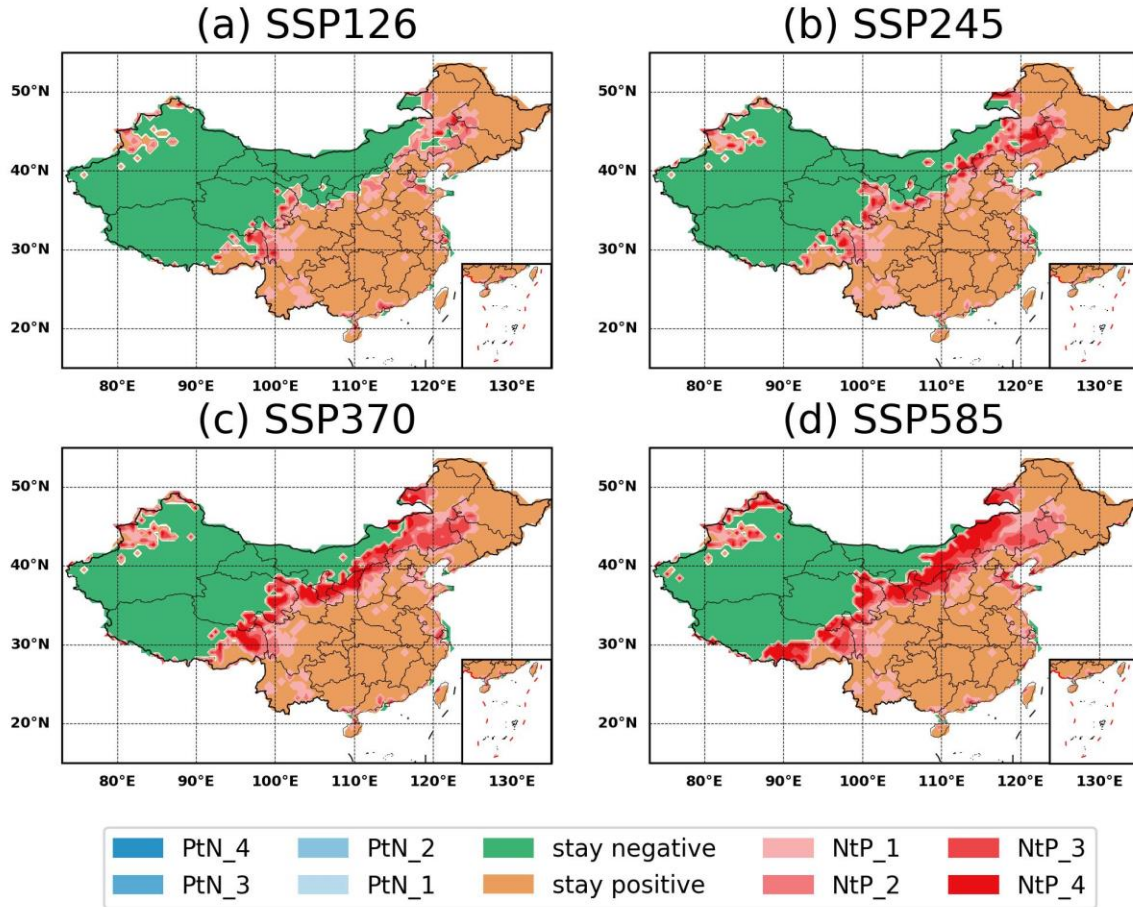 (a) SSP126
(b) SSP245
50°N
40°N
30°N
20°N
80°E 90°E 100°E 110°E 120°E 130°E
50°N
40°N
30°N
20°N
80°E 90°E 100°E 110°E 120°E 130°E
(c) SSP370
(d) SSP585
50°N
40°N
30°N
20°N
80°E 90°E 100°E 110°E 120°E 130°E
50°N
40°N
30°N
20°N
80°E 90°E 100°E 110°E 120°E 130°E
PtN_4 PtN_2 stay negative NtP_1 NtP_3
PtN_3 PtN_1 stay positive NtP_2 NtP_4